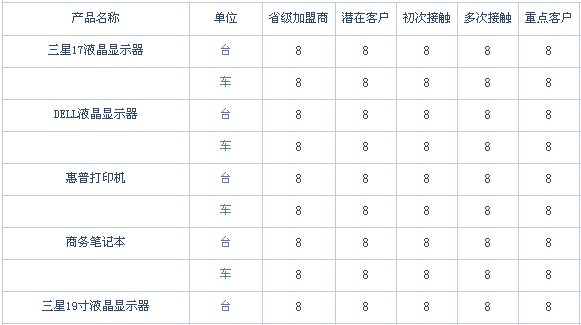 产品名称 单位 省级加盟商 潜在客户 初次接触 多次接触 重点客户
三星17液晶显示器 台 8 8 8 8 8
车 8 8 8 8 8
DELL液晶显示器 台 8 8 8 8 8
车 8 8 8 8 8
惠普打印机 台 8 8 8 8 8
车 8 8 8 8 8
商务笔记本 台 8 8 8 8 8
车 8 8 8 8 8
三星19寸液晶显示器 台 8 8 8 8 8